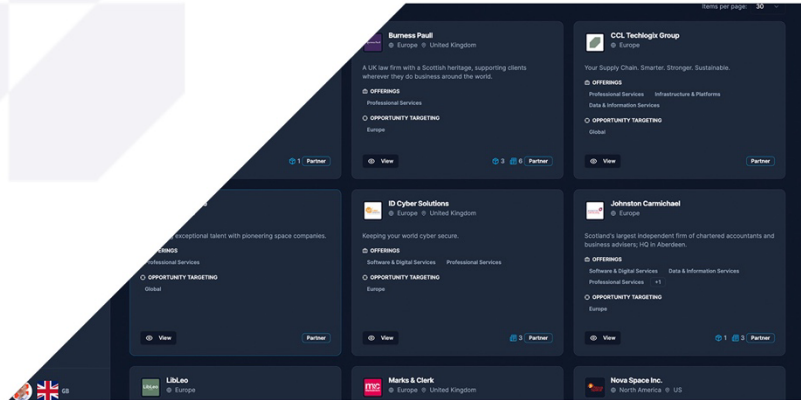 Items per page: 30
Burness Paull
Europe United Kingdom
A UK law firm with a Scottish heritage, supporting clients
wherever they do business around the world.
OFFERINGS
Professional Services
OPPORTUNITY TARGETING
Europe
View
3 6 Partner
1 Partner
CCL Techlogix Group
Europe
Your Supply Chain. Smarter. Stronger. Sustainable.
OFFERINGS
Professional Services Infrastructure & Platforms
Data & Information Services
OPPORTUNITY TARGETING
Global
View
Partner
exceptional talent with pioneering space companies.
Professional Services
OPPORTUNITY TARGETING
Global
View
Partner
ID Cyber Solutions
Europe United Kingdom
Keeping your world cyber secure.
OFFERINGS
Software & Digital Services Professional Services
OPPORTUNITY TARGETING
Europe
View
3 Partner
Johnston Carmichael
Europe
Scotland's largest independent firm of chartered accountants and
business advisers; HQ in Aberdeen.
OFFERINGS
Software & Digital Services Data & Information Services
Professional Services +1
OPPORTUNITY TARGETING
Europe
View
1 3 Partner
GB
LibLeo
Europe
Marks & Clerk
Europe United Kingdom
Nova Space Inc.
North America US